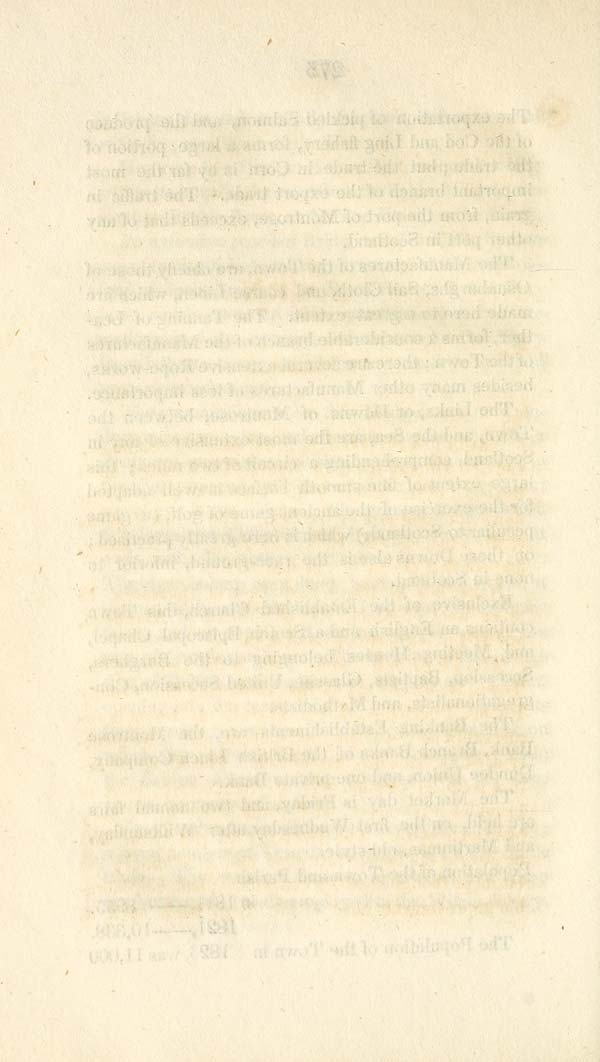 275
The exportation of pickled Salmon, and the produce
of the Cod and Ling fishery, forms a large portion of
the trade; but the trade in Corn is by far the most
important branch of the export trade. The traffic in
grain, from the port of Montrose, exceeds that of any
other port in Scotland.
The Manufactures of the Town, are chiefly those of
Osnaburghs, Sail Cloth, and coarse Linen, which are
made here to a great extent. The Tanning of Lea-
ther, forms a considerable branch of the Manufactures
of the Town; there are several extensive Rope-works,
besides many other Manufactures of less importance.
The Links, or Downs of Montrose, between the
Town, and the Sea, are the most extensive of any in
Scotland, comprehending a circuit of two miles; this
large extent of fine smooth is well adapted
for the exercise of the ancient game of golf, (a game
peculiar to Scotland) which is here greatly practised;
on these Downs also is the race-ground, inferior to
none in Scotland.
Exclusive of the Established Church, this Town
contains an English and a Scotch Episcopal Chapel,
and Meeting Houses belonging to the Burghers,
Secession, Baptists, Glassites, United Secession, Con-
gregationalists, and Methodists.
The Banking Establishments are, the Montrose
Bank, Branch Banks of the British Linen Company,
Dundee Union, and one private Bank.
The Market day is Friday, and two annual fairs
are held, on the first Wednesday after Whitsunday,
and Martinmas, old style.
Population of the Town and Parish
in
1821,——10,338.
The Population of the Town in 182 was 11,000